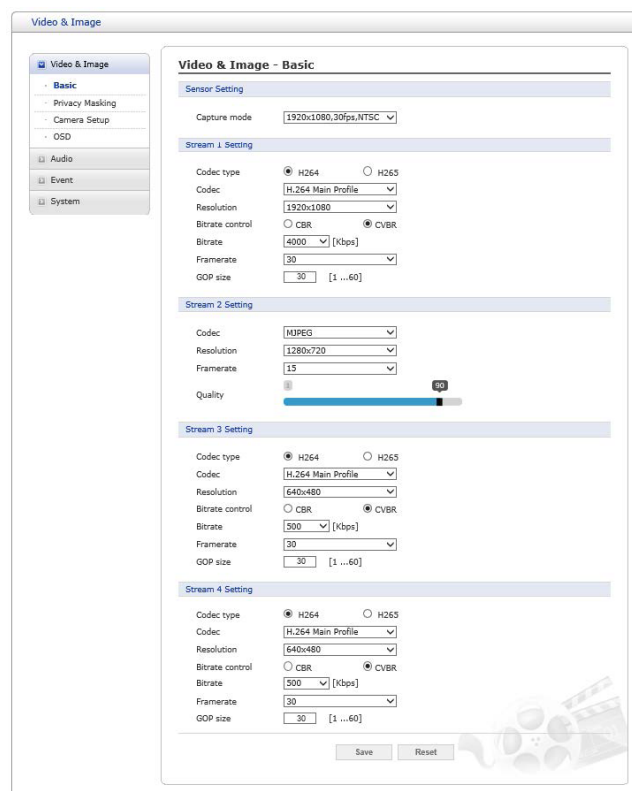 Video & Image
Video & Image
Basic
Privacy Masking
Camera Setup
OSD
Audio
Event
System
Video & Image - Basic
Sensor Setting
Capture mode 1920x1080,30fps,NTSC
Stream 1 Setting
Codec type H264 H265
Codec H.264 Main Profile
Resolution 1920x1080
Bitrate control CBR CVBR
Bitrate 4000 [Kbps]
Framerate 30
GOP size 30 [1 ...60]
Stream 2 Setting
Codec MJPEG
Resolution 1280x720
Framerate 15
1 90
Quality
Stream 3 Setting
Codec type H264 H265
Codec H.264 Main Profile
Resolution 640x480
Bitrate control CBR CVBR
Bitrate 500 [Kbps]
Framerate 30
GOP size 30 [1 ...60]
Stream 4 Setting
Codec type H264 H265
Codec H.264 Main Profile
Resolution 640x480
Bitrate control CBR CVBR
Bitrate 500 [Kbps]
Framerate 30
GOP size 30 [1 ...60]
Save Reset